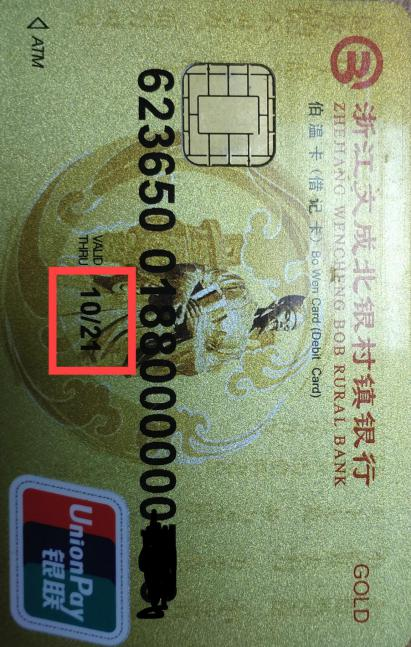 浙江文成北银村镇银行
ZHEJIANG WENCHENG BOB RURAL BANK
GOLD
伯温卡(借记卡) Bo Wen Card (Debit Card)
623650 0188000000
VALID
THRU
10/21
ATM
UnionPay
银联